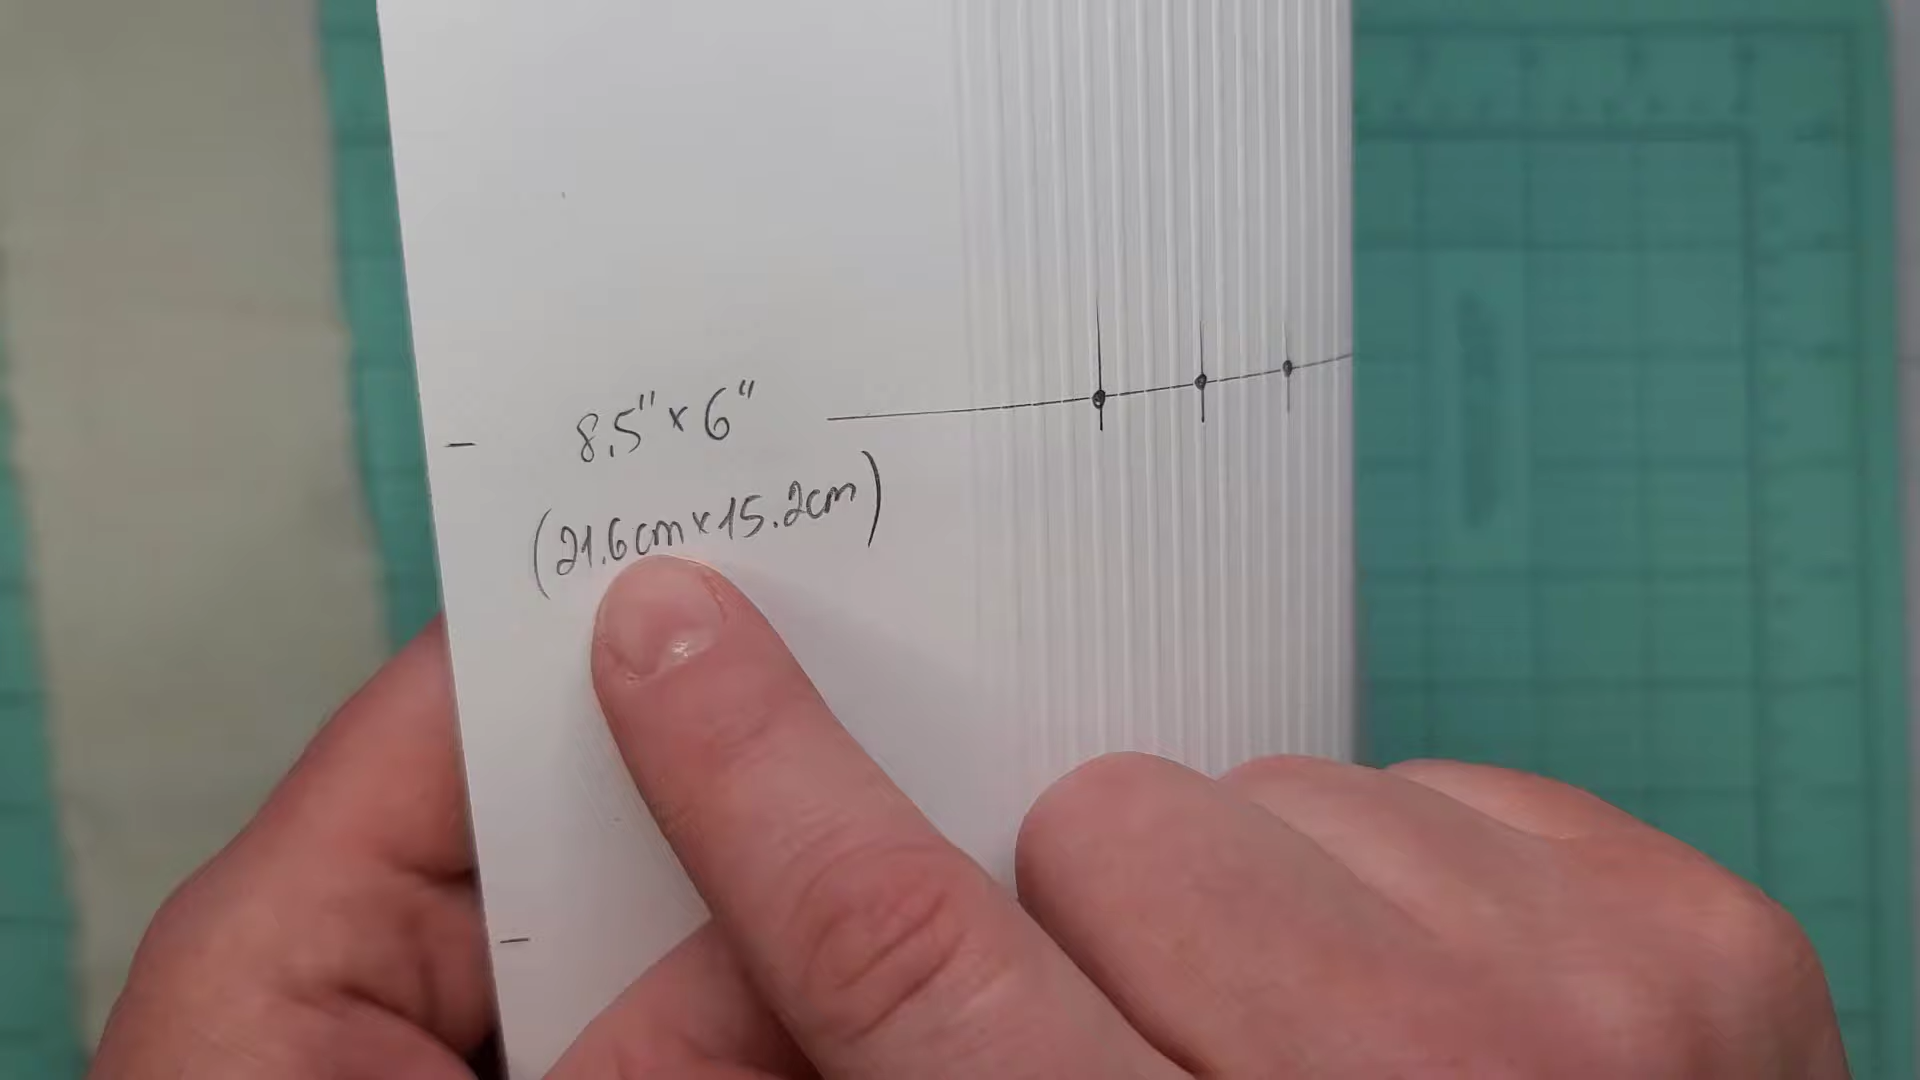 8.5" x 6"
(21.6cm x 15.2cm)